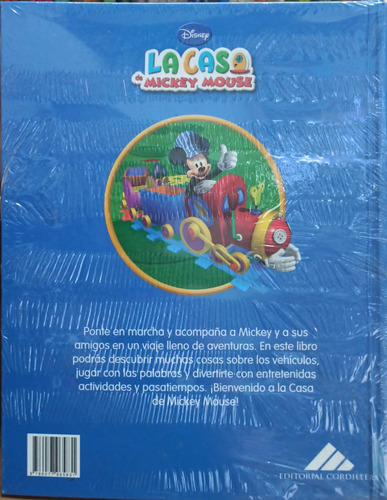 Disney
LA CASA
de MICKEY MOUSE
Ponte en marcha y acompaña a Mickey y a sus
amigos en un viaje lleno de aventuras. En este libro
podrás descubrir muchas cosas sobre los vehículos,
jugar con las palabras y divertirte con entretenidas
actividades y pasatiempos. ¡Bienvenido a la Casa
de Mickey Mouse!
EDITORIAL CORDILLERA